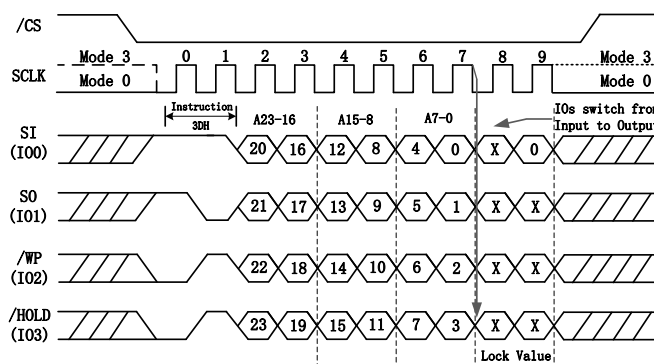 /CS
Mode 3 0 1 2 3 4 5 6 7 8 9 Mode 3
SCLK
Mode 0 Mode 0
Instruction A23-16 A15-8 A7-0 IOs switch from
3DH Input to Output
SI
(IO0) 20 16 12 8 4 0 X 0
SO
(IO1) 21 17 13 9 5 1 X X
/WP
(IO2) 22 18 14 10 6 2 X X
/HOLD
(IO3) 23 19 15 11 7 3 X X
Lock Value